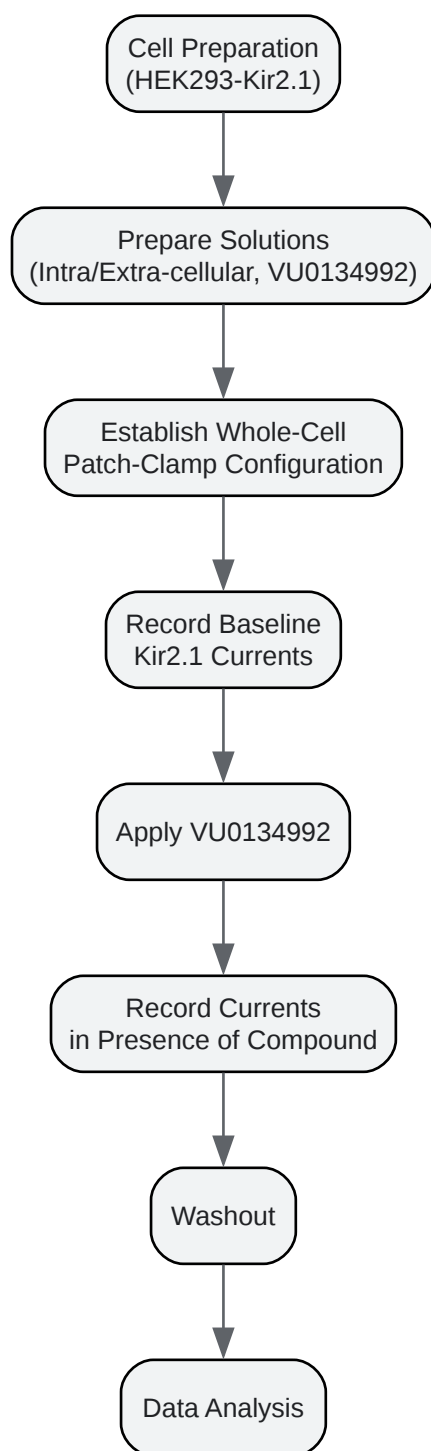 Cell Preparation
(HEK293-Kir2.1)
Prepare Solutions
(Intra/Extra-cellular, VU0134992)
Establish Whole-Cell
Patch-Clamp Configuration
Record Baseline
Kir2.1 Currents
Apply VU0134992
Record Currents
in Presence of Compound
Washout
Data Analysis